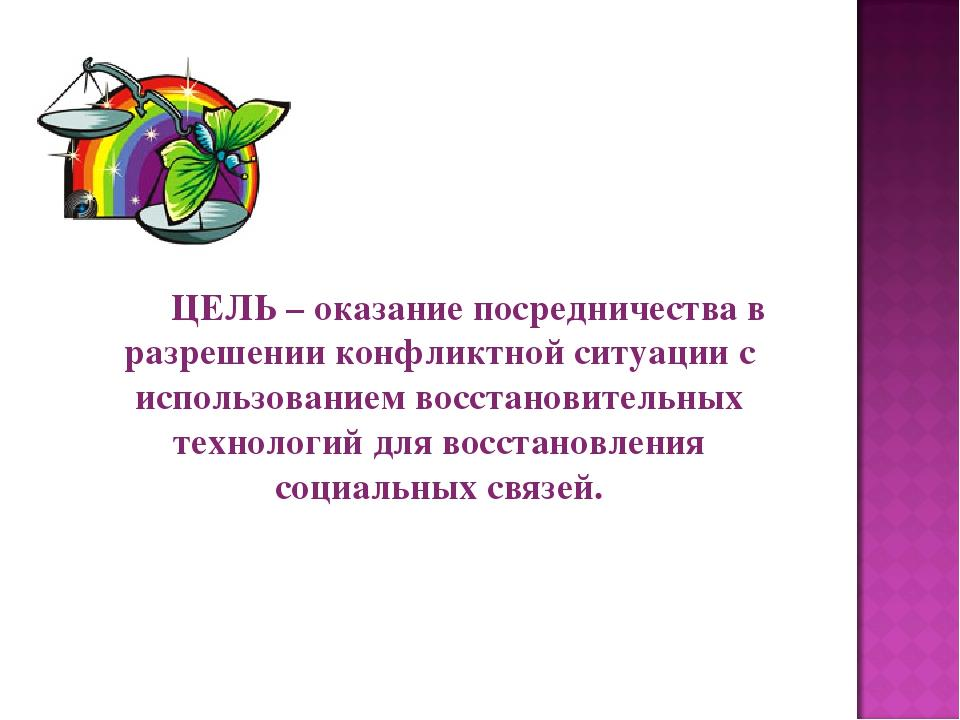 ЦЕЛЬ – оказание посредничества в
разрешении конфликтной ситуации с
использованием восстановительных
технологий для восстановления
социальных связей.